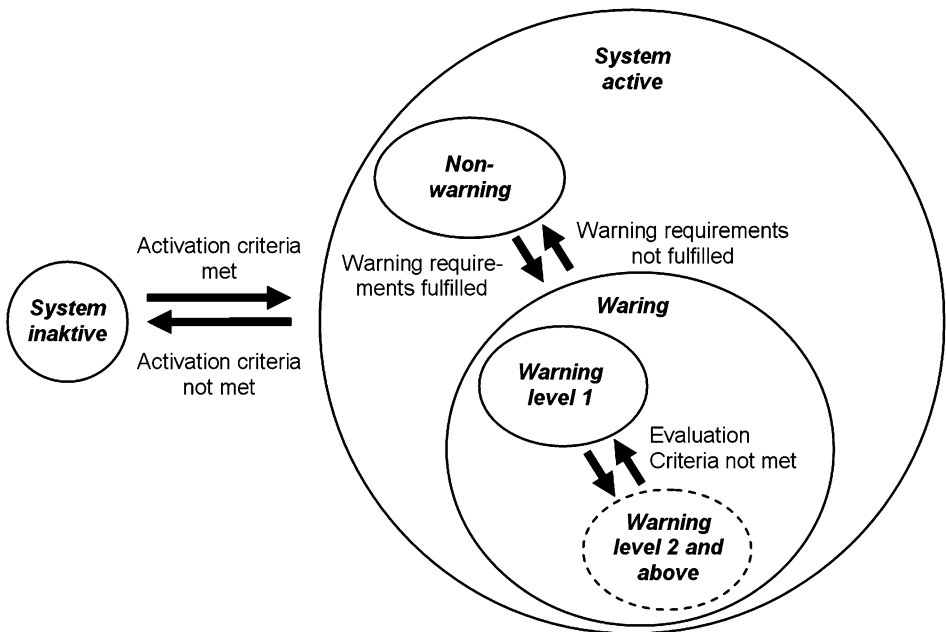 System
active
Non-
warning
Warning requirements
not fulfilled
Activation criteria
met
Warning require-
ments fulfilled
System
inaktive
Waring
Activation criteria
not met
Warning
level 1
Evaluation
Criteria not met
Warning
level 2 and
above